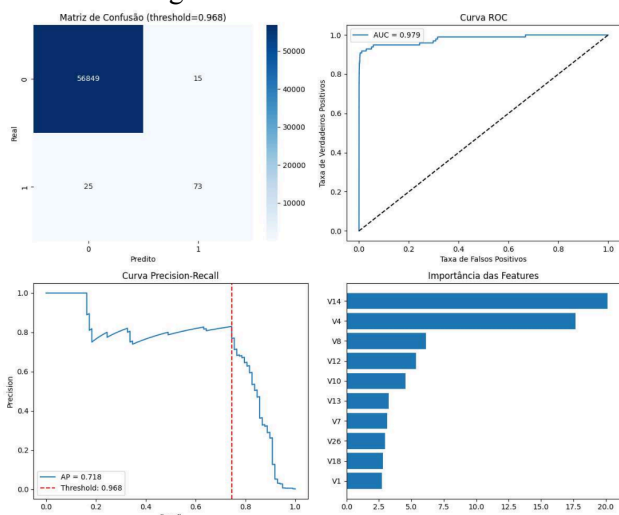 Matriz de Confusão (threshold=0.968)
56849 15
25 73
0
1
Real
0 1
Predito
50000
40000
30000
20000
10000
Curva ROC
AUC = 0.979
1.0
0.8
0.6
0.4
0.2
0.0
Taxa de Verdadeiros Positivos
0.0 0.2 0.4 0.6 0.8 1.0
Taxa de Falsos Positivos
Curva Precision-Recall
1.0
0.8
0.6
0.4
0.2
0.0
Precision
AP = 0.718
Threshold: 0.968
0.0 0.2 0.4 0.6 0.8 1.0
Importância das Features
V14
V4
V8
V12
V10
V13
V7
V26
V18
V1
0.0 2.5 5.0 7.5 10.0 12.5 15.0 17.5 20.0